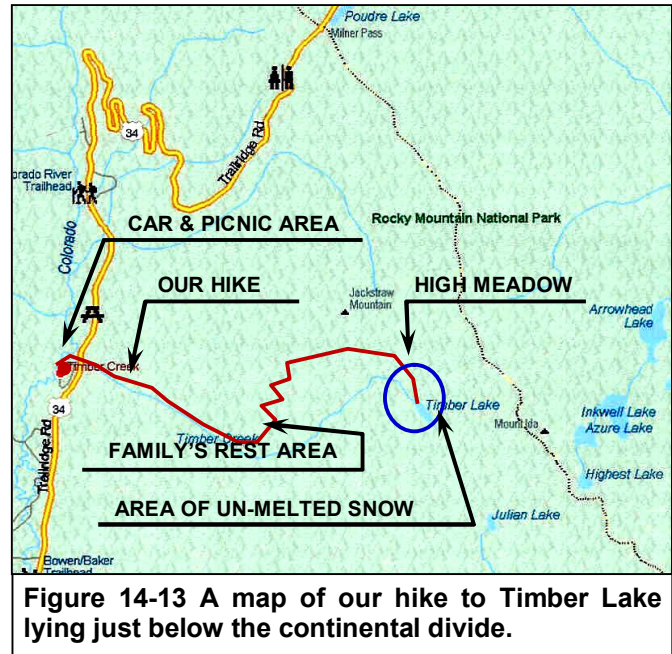 Poudre Lake
Milner Pass
34
Trailridge Rd
orado River
Trailhead
Colorado
CAR & PICNIC AREA
Rocky Mountain National Park
OUR HIKE
HIGH MEADOW
Jackstraw
Mountain
Arrowhead
Lake
Timber Creek
34
Timber Lake
Inkwell Lake
Azure Lake
Mount Ida
Timber Creek
Trailridge Rd
FAMILY'S REST AREA
Highest Lake
AREA OF UN-MELTED SNOW
Julian Lake
Bowen/Baker
Trailhead
Figure 14-13 A map of our hike to Timber Lake
lying just below the continental divide.